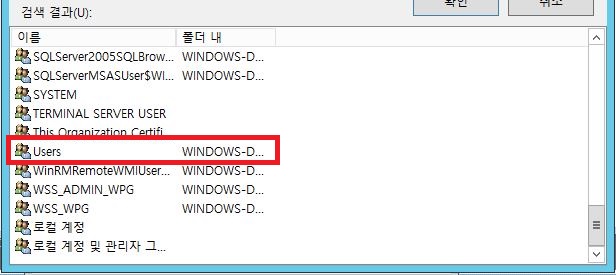 확인 취소
검색 결과(U):
이름 폴더 내
SQLServer2005SQLBrow... WINDOWS-D...
SQLServerMSASUser$WI... WINDOWS-D...
SYSTEM
TERMINAL SERVER USER
This Organization Certifi...
Users WINDOWS-D...
WinRMRemoteWMIUser... WINDOWS-D...
WSS_ADMIN_WPG WINDOWS-D...
WSS_WPG WINDOWS-D...
로컬 계정
로컬 계정 및 관리자 그...